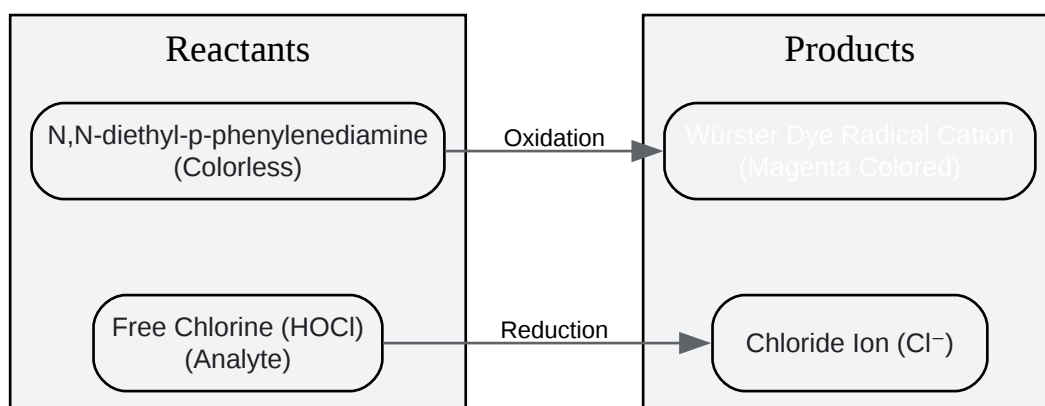 Reactants
Products
N,N-diethyl-p-phenylenediamine
(Colorless)
Oxidation
Würster Dye Radical Cation
(Magenta Colored)
Free Chlorine (HOCl)
(Analyte)
Reduction
Chloride Ion (Cl⁻)